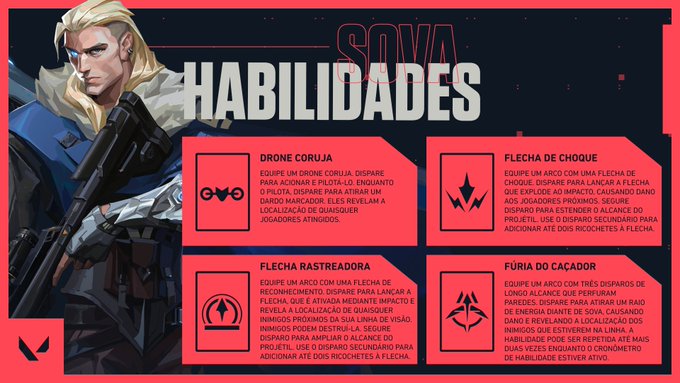 SOVA
HABILIDADES
DRONE CORUJA
EQUIPE UM DRONE CORUJA. DISPARE
PARA ACIONAR E PILOTÁ-LO. ENQUANTO
O PILOTA, DISPARE PARA ATIRAR UM
DARDO MARCADOR. ELES REVELAM A
LOCALIZAÇÃO DE QUAISQUER
JOGADORES ATINGIDOS.
FLECHA DE CHOQUE
EQUIPE UM ARCO COM UMA FLECHA DE
CHOQUE. DISPARE PARA LANÇAR A FLECHA
QUE EXPLODE AO IMPACTO, CAUSANDO DANO
AOS JOGADORES PRÓXIMOS. SEGURE
DISPARO PARA ESTENDER O ALCANCE DO
PROJÉTIL. USE O DISPARO SECUNDÁRIO PARA
ADICIONAR ATÉ DOIS RICOCHETES À FLECHA.
FLECHA RASTREADORA
EQUIPE UM ARCO COM UMA FLECHA DE
RECONHECIMENTO. DISPARE PARA LANÇAR A
FLECHA, QUE É ATIVADA MEDIANTE IMPACTO E
REVELA A LOCALIZAÇÃO DE QUAISQUER
INIMIGOS PRÓXIMOS DA SUA LINHA DE VISÃO.
INIMIGOS PODEM DESTRUÍ-LA. SEGURE
DISPARO PARA AMPLIAR O ALCANCE DO
PROJÉTIL. USE O DISPARO SECUNDÁRIO PARA
ADICIONAR ATÉ DOIS RICOCHETES À FLECHA.
FÚRIA DO CAÇADOR
EQUIPE UM ARCO COM TRÊS DISPAROS DE
LONGO ALCANCE QUE PERFURAM
PAREDES. DISPARE PARA ATIRAR UM RAIO
DE ENERGIA DIANTE DE SOVA, CAUSANDO
DANO E REVELANDO A LOCALIZAÇÃO DOS
INIMIGOS QUE ESTIVEREM NA LINHA. A
HABILIDADE PODE SER REPETIDA ATÉ MAIS
DUAS VEZES ENQUANTO O CRONÔMETRO
DE HABILIDADE ESTIVER ATIVO.